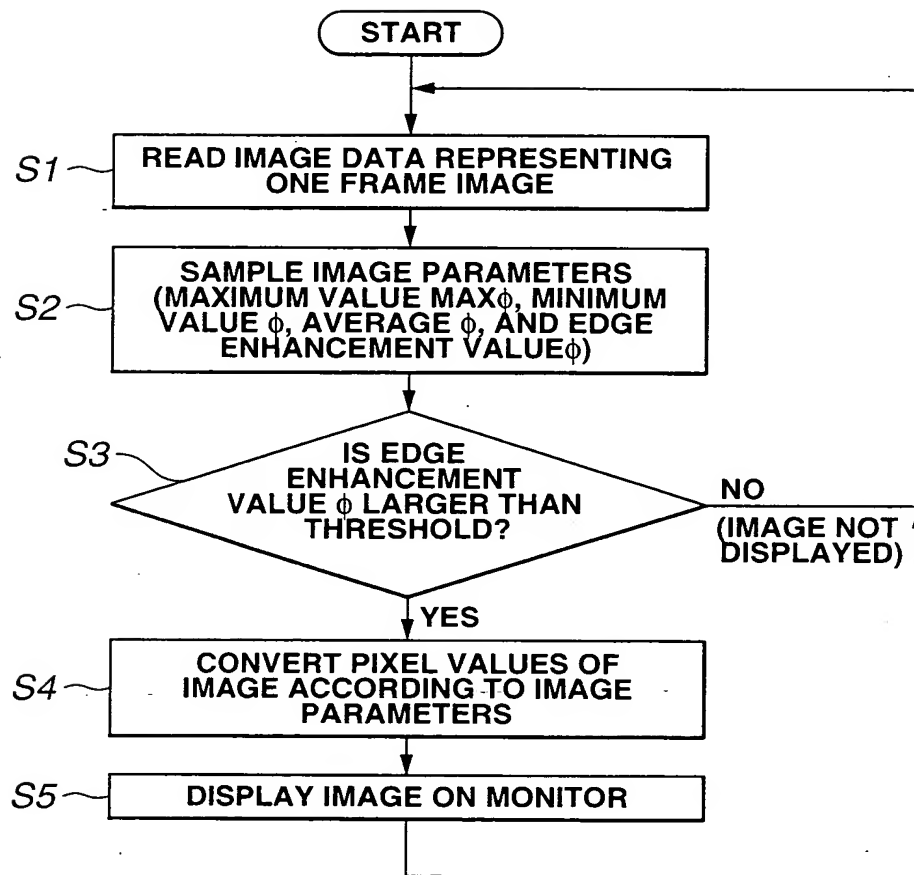 START
S1
READ IMAGE DATA REPRESENTING
ONE FRAME IMAGE
S2
SAMPLE IMAGE PARAMETERS
(MAXIMUM VALUE MAXϕ, MINIMUM
VALUE ϕ, AVERAGE ϕ, AND EDGE
ENHANCEMENT VALUEϕ)
S3
IS EDGE
ENHANCEMENT
VALUE ϕ LARGER THAN
THRESHOLD?
NO
(IMAGE NOT
DISPLAYED)
YES
S4
CONVERT PIXEL VALUES OF
IMAGE ACCORDING TO IMAGE
PARAMETERS
S5
DISPLAY IMAGE ON MONITOR